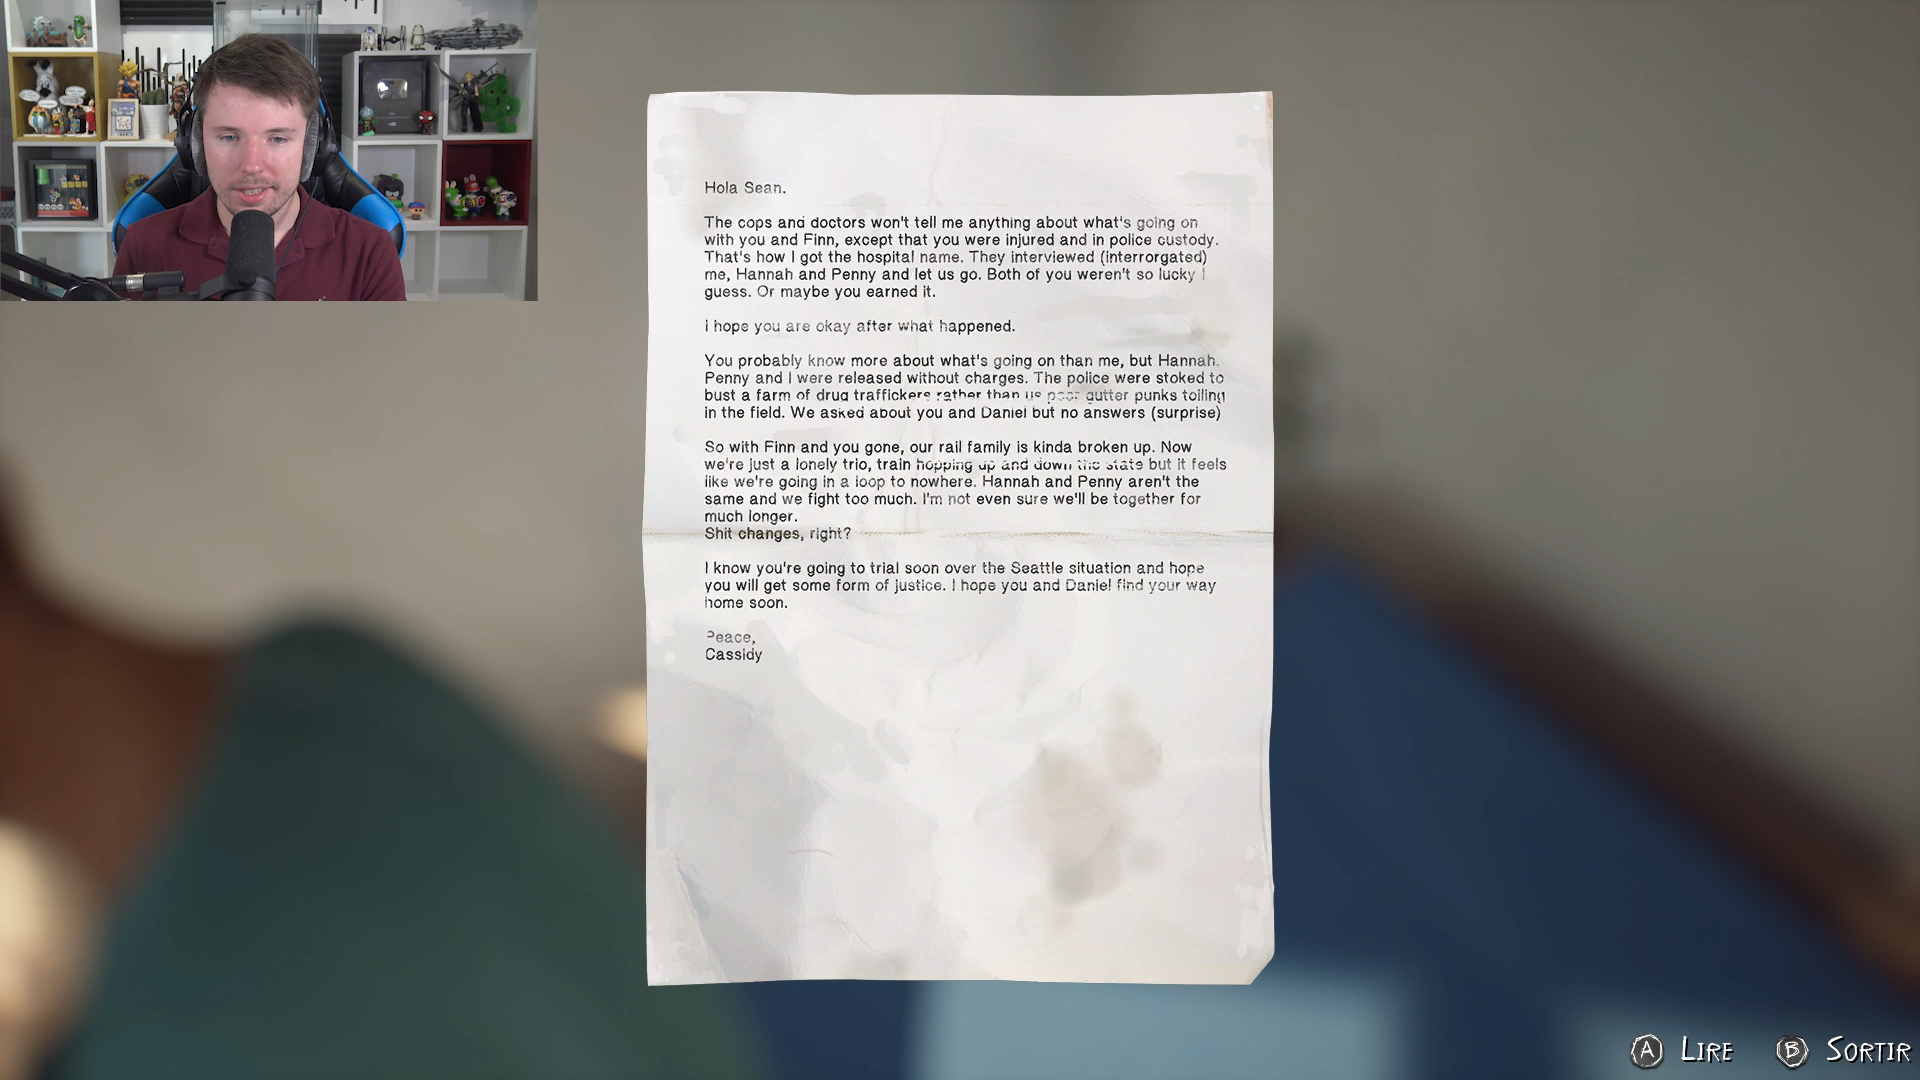 Hola Sean.
The cops and doctors won't tell me anything about what's going on
with you and Finn, except that you were injured and in police custody.
That's how I got the hospital name. They interviewed (interrorgated)
me, Hannah and Penny and let us go. Both of you weren't so lucky I
guess. Or maybe you earned it.
I hope you are okay after what happened.
You probably know more about what's going on than me, but Hannah,
Penny and I were released without charges. The police were stoked to
bust a farm of drug traffickers rather than us poor gutter punks toiling
in the field. We asked about you and Daniel but no answers (surprise)
So with Finn and you gone, our rail family is kinda broken up. Now
we're just a lonely trio, train hopping up and down the state but it feels
like we're going in a loop to nowhere. Hannah and Penny aren't the
same and we fight too much. I'm not even sure we'll be together for
much longer.
Shit changes, right?
I know you're going to trial soon over the Seattle situation and hope
you will get some form of justice. I hope you and Daniel find your way
home soon.
Peace,
Cassidy
A LIRE B SORTIR